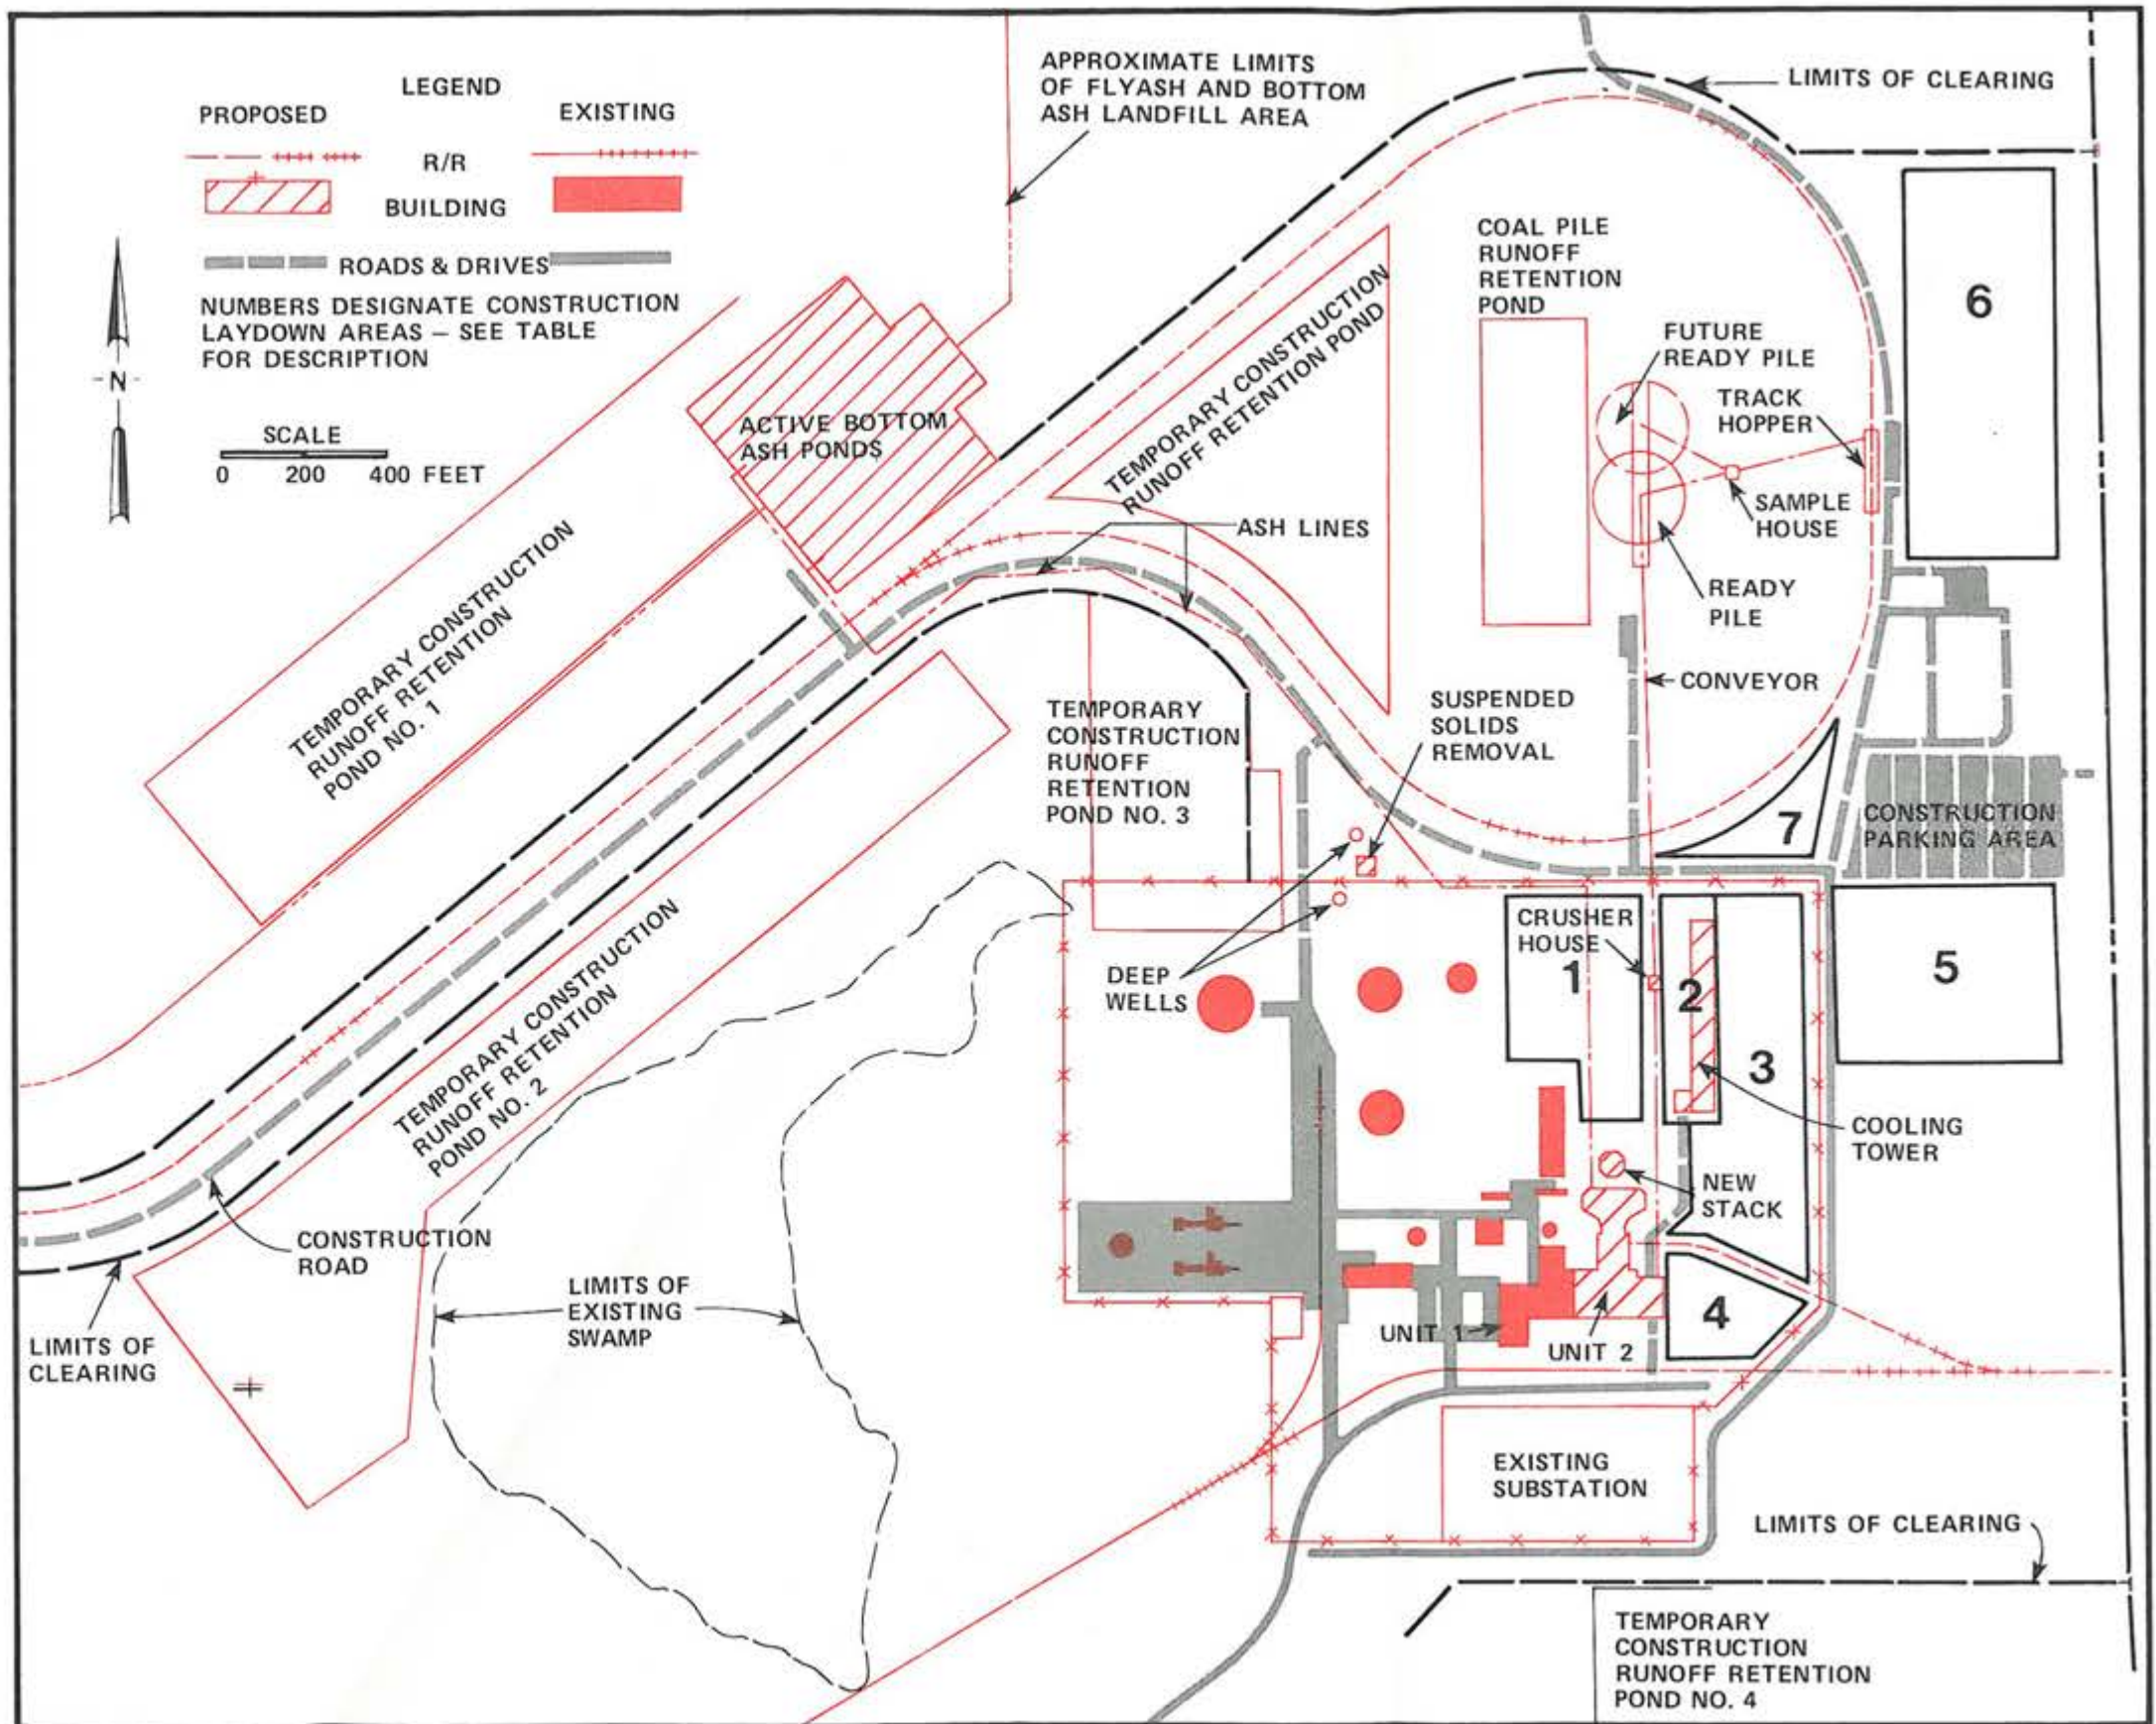 LEGEND
PROPOSED
EXISTING
R/R
BUILDING
ROADS & DRIVES
NUMBERS DESIGNATE CONSTRUCTION
LAYDOWN AREAS – SEE TABLE
FOR DESCRIPTION
N
SCALE
0 200 400 FEET
APPROXIMATE LIMITS
OF FLYASH AND BOTTOM
ASH LANDFILL AREA
LIMITS OF CLEARING
COAL PILE
RUNOFF
RETENTION
POND
6
FUTURE
READY PILE
TRACK
HOPPER
SAMPLE
HOUSE
READY
PILE
TEMPORARY CONSTRUCTION
RUNOFF RETENTION POND
ACTIVE BOTTOM
ASH PONDS
ASH LINES
TEMPORARY CONSTRUCTION
RUNOFF RETENTION
POND NO. 1
CONVEYOR
SUSPENDED
SOLIDS
REMOVAL
TEMPORARY
CONSTRUCTION
RUNOFF
RETENTION
POND NO. 3
7
CONSTRUCTION
PARKING AREA
TEMPORARY CONSTRUCTION
RUNOFF RETENTION
POND NO. 2
DEEP
WELLS
CRUSHER
HOUSE
1
2
3
5
COOLING
TOWER
NEW
STACK
CONSTRUCTION
ROAD
LIMITS OF
EXISTING
SWAMP
LIMITS OF
CLEARING
UNIT 1
UNIT 2
4
EXISTING
SUBSTATION
LIMITS OF CLEARING
TEMPORARY
CONSTRUCTION
RUNOFF RETENTION
POND NO. 4